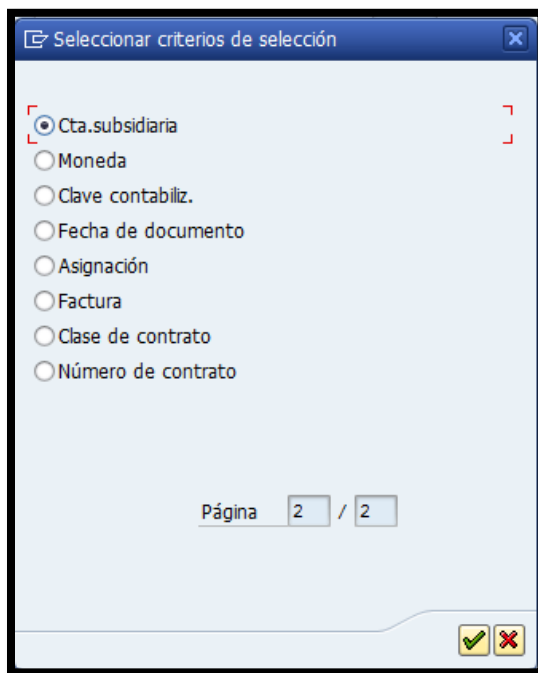 Seleccionar criterios de selección
Cta.subsidiaria
Moneda
Clave contabiliz.
Fecha de documento
Asignación
Factura
Clase de contrato
Número de contrato
Página 2 / 2